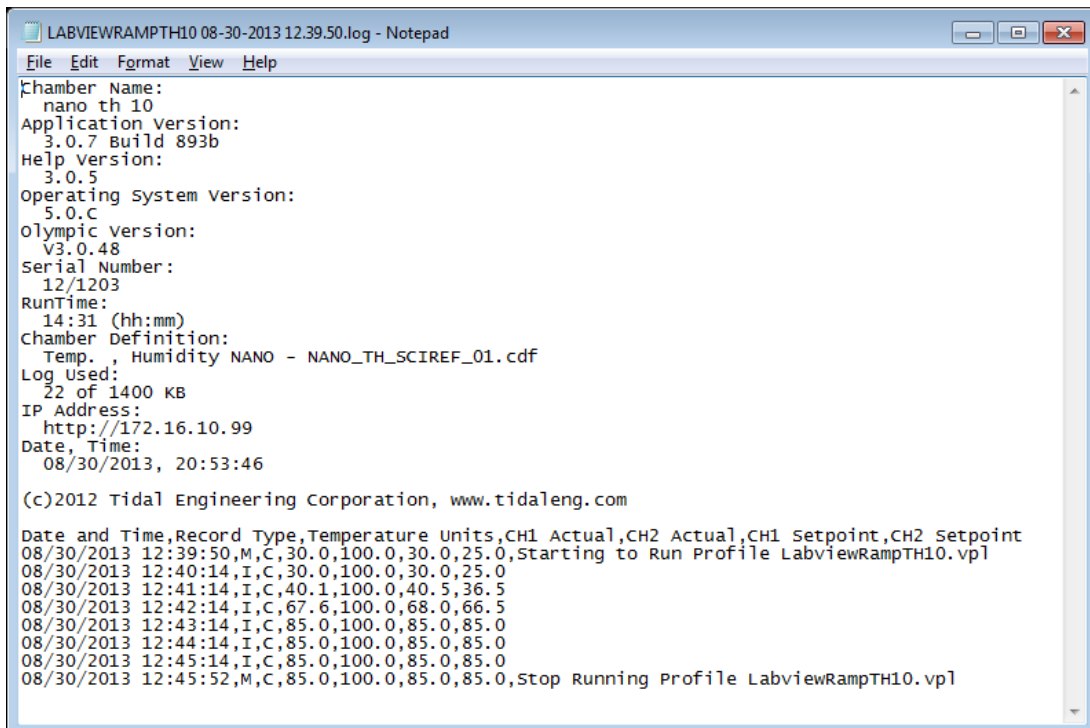 LABVIEWRAMPTH10 08-30-2013 12.39.50.log - Notepad
File Edit Format View Help
Chamber Name:
nano th 10
Application Version:
3.0.7 Build 893b
Help Version:
3.0.5
Operating System Version:
5.0.C
Olympic Version:
V3.0.48
Serial Number:
12/1203
RunTime:
14:31 (hh:mm)
Chamber Definition:
Temp. , Humidity NANO - NANO_TH_SCIREF_01.cdf
Log Used:
22 of 1400 KB
IP Address:
http://172.16.10.99
Date, Time:
08/30/2013, 20:53:46
(c)2012 Tidal Engineering Corporation, www.tidaleng.com
Date and Time,Record Type,Temperature Units,CH1 Actual,CH2 Actual,CH1 Setpoint,CH2 Setpoint
08/30/2013 12:39:50,M,C,30.0,100.0,30.0,25.0,Starting to Run Profile LabviewRampTH10.vpl
08/30/2013 12:40:14,I,C,30.0,100.0,30.0,25.0
08/30/2013 12:41:14,I,C,40.1,100.0,40.5,36.5
08/30/2013 12:42:14,I,C,67.6,100.0,68.0,66.5
08/30/2013 12:43:14,I,C,85.0,100.0,85.0,85.0
08/30/2013 12:44:14,I,C,85.0,100.0,85.0,85.0
08/30/2013 12:45:14,I,C,85.0,100.0,85.0,85.0
08/30/2013 12:45:52,M,C,85.0,100.0,85.0,85.0,Stop Running Profile LabviewRampTH10.vpl